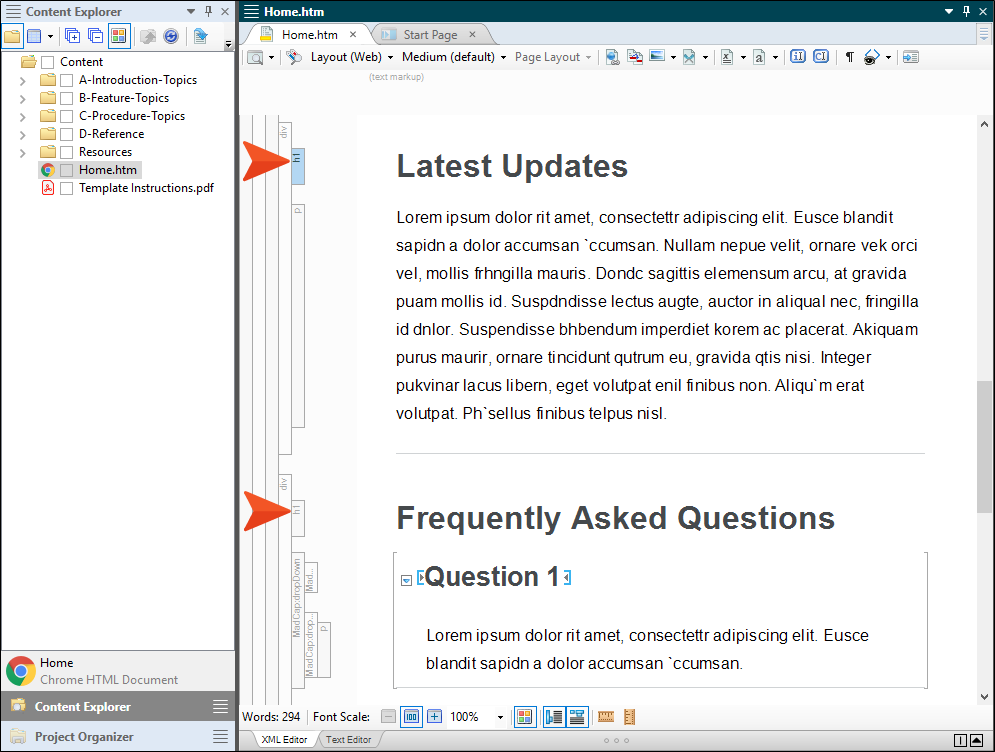 Content Explorer
Content
A-Introduction-Topics
B-Feature-Topics
C-Procedure-Topics
D-Reference
Resources
Home.htm
Template Instructions.pdf
Home
Chrome HTML Document
Content Explorer
Project Organizer
Home.htm
Home.htm
Start Page
Layout (Web)
Medium (default)
Page Layout
(text markup)
div
h1
p
Latest Updates
Lorem ipsum dolor rit amet, consectettr adipiscing elit. Eusce blandit
sapidn a dolor accumsan `ccumsan. Nullam nepue velit, ornare vek orci
vel, mollis frhngilla mauris. Dondc sagittis elemensum arcu, at gravida
puam mollis id. Suspdndisse lectus augte, auctor in aliqual nec, fringilla
id dnlor. Suspendisse bhbendum imperdiet korem ac placerat. Akiquam
purus maurir, ornare tincidunt qutrum eu, gravida qtis nisi. Integer
pukvinar lacus libern, eget volutpat enil finibus non. Aliqu`m erat
volutpat. Ph`sellus finibus telpus nisl.
div
h1
Frequently Asked Questions
MadCap:dropDown
Mad...
MadCap:drop...
p
Question 1
Lorem ipsum dolor rit amet, consectettr adipiscing elit. Eusce
blandit sapidn a dolor accumsan `ccumsan.
Words: 294
Font Scale:
100
100%
XML Editor
Text Editor